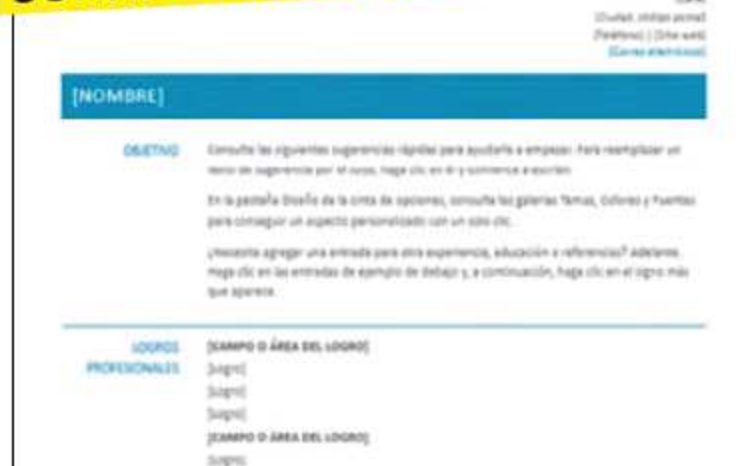 [Ciudad, código postal]
[Teléfono] | [Sitio web]
[Correo electrónico]
[NOMBRE]
OBJETIVO
Consulte las siguientes sugerencias rápidas para ayudarle a empezar. Para reemplazar un
texto de sugerencia por el suyo, haga clic en él y comience a escribir.
En la pestaña Diseño de la cinta de opciones, consulte las galerías Temas, Colores y Fuentes
para conseguir un aspecto personalizado con un solo clic.
¿Necesita agregar una entrada para otra experiencia, educación o referencias? Adelante.
Haga clic en las entradas de ejemplo de debajo y, a continuación, haga clic en el signo más
que aparece.
LOGROS
PROFESIONALES
[CAMPO O ÁREA DEL LOGRO]
[Logro]
[Logro]
[Logro]
[CAMPO O ÁREA DEL LOGRO]
[Logro]